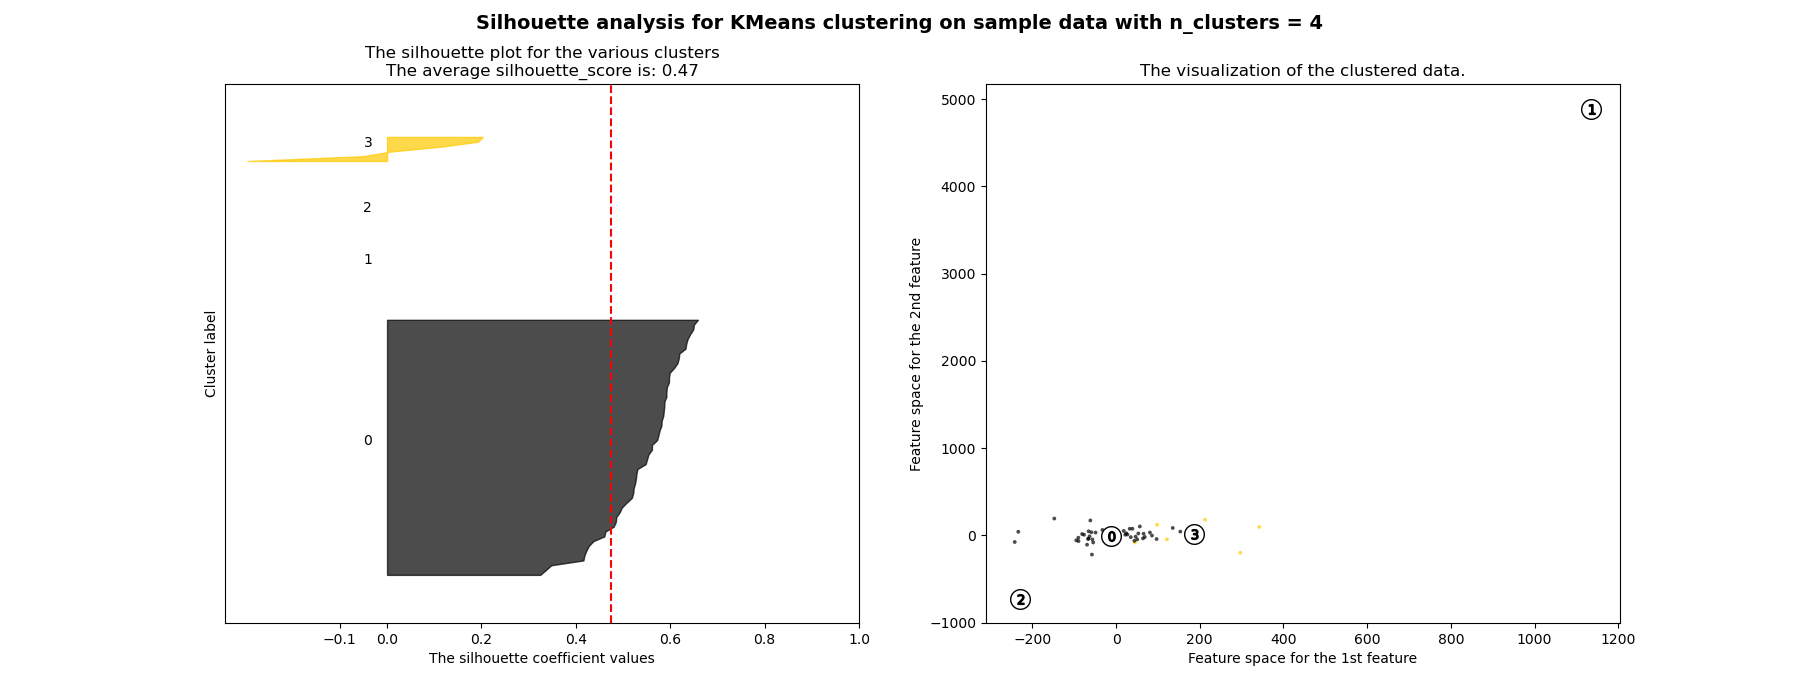 Silhouette analysis for KMeans clustering on sample data with n_clusters = 4
The silhouette plot for the various clusters
The average silhouette_score is: 0.47
3
2
1
0
Cluster label
−0.1 0.0 0.2 0.4 0.6 0.8 1.0
The silhouette coefficient values
The visualization of the clustered data.
5000
4000
3000
2000
1000
0
−1000
Feature space for the 2nd feature
1
0
3
2
−200 0 200 400 600 800 1000 1200
Feature space for the 1st feature